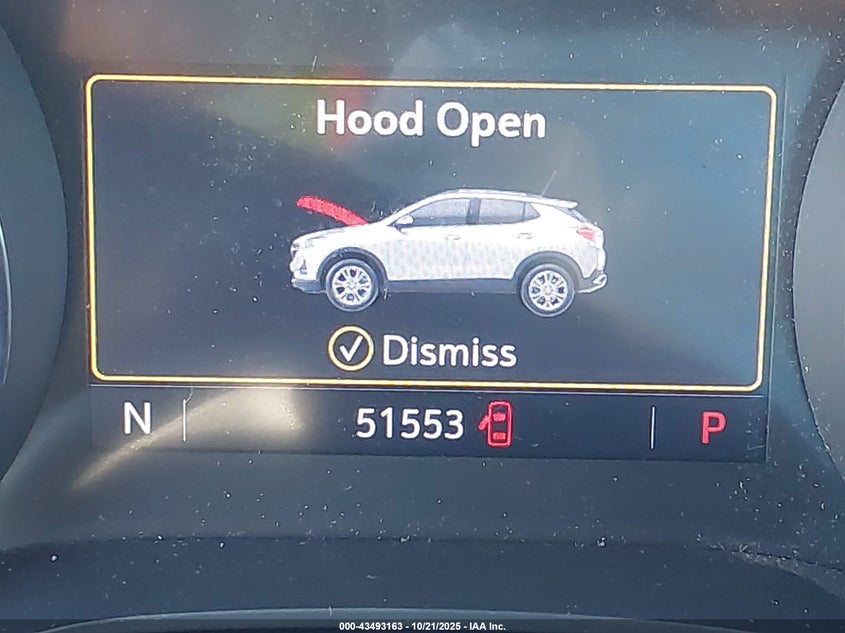 Hood Open
Dismiss
N 51553 P
000-43493163 - 10/21/2025 - IAA Inc.